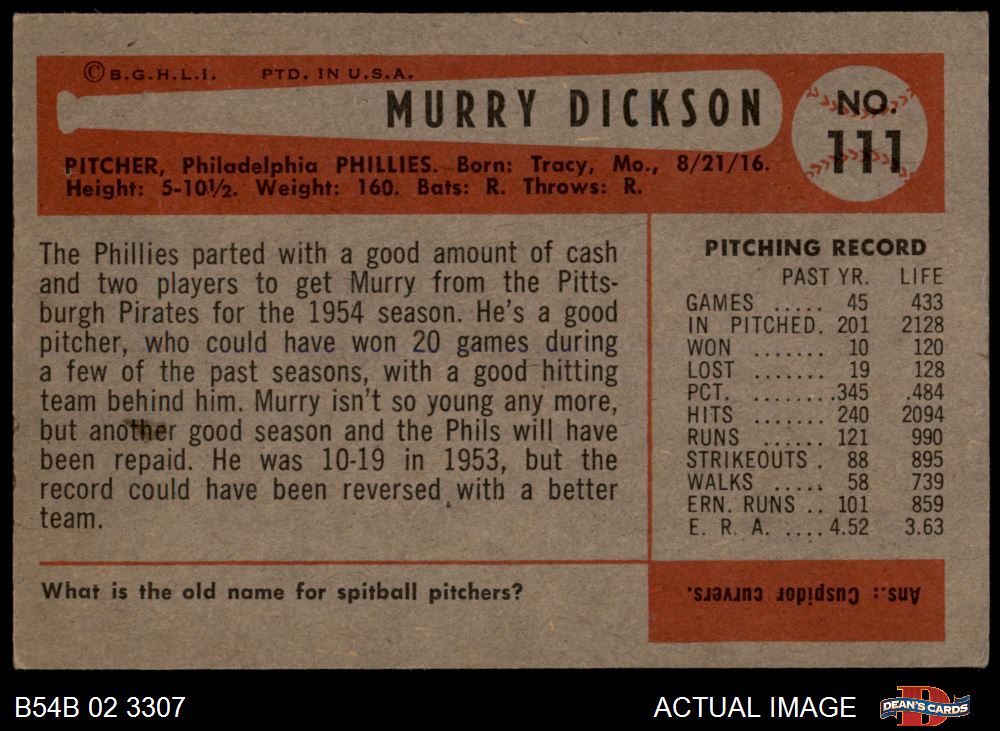 ©B.G.H.L.I. PTD. IN U.S.A.
MURRY DICKSON
NO.
111
PITCHER, Philadelphia PHILLIES. Born: Tracy, Mo., 8/21/16.
Height: 5-10½. Weight: 160. Bats: R. Throws: R.
The Phillies parted with a good amount of cash
and two players to get Murry from the Pitts-
burgh Pirates for the 1954 season. He's a good
pitcher, who could have won 20 games during
a few of the past seasons, with a good hitting
team behind him. Murry isn't so young any more,
but another good season and the Phils will have
been repaid. He was 10-19 in 1953, but the
record could have been reversed with a better
team.
PITCHING RECORD
PAST YR. LIFE
GAMES ..... 45 433
IN PITCHED. 201 2128
WON ....... 10 120
LOST ....... 19 128
PCT. ........345 .484
HITS ....... 240 2094
RUNS ...... 121 990
STRIKEOUTS . 88 895
WALKS ..... 58 739
ERN. RUNS .. 101 859
E. R. A. ....4.52 3.63
What is the old name for spitball pitchers?
Ans.: Cuspidor curvers.
B54B 02 3307
ACTUAL IMAGE
D
DEAN'S CARDS